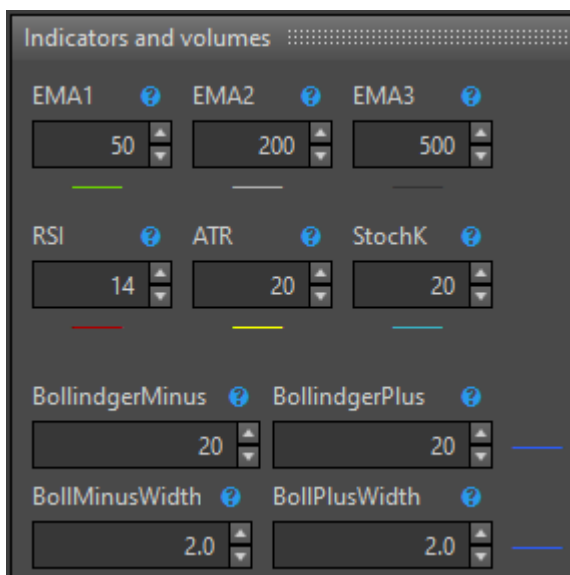 Indicators and volumes
EMA1 ? EMA2 ? EMA3 ?
50 200 500
RSI ? ATR ? StochK ?
14 20 20
BollindgerMinus ? BollindgerPlus ?
20 20
BollMinusWidth ? BollPlusWidth ?
2.0 2.0